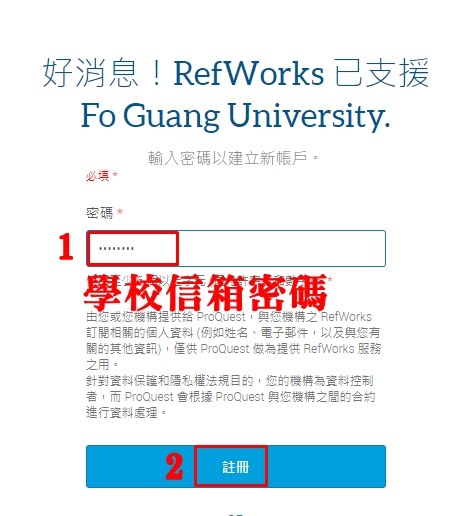 好消息！RefWorks 已支援
Fo Guang University.
輸入密碼以建立新帳戶。
必填 *
密碼 *
1
••••••••
學校信箱密碼
由您或您機構提供給 ProQuest，與您機構之 RefWorks
訂閱相關的個人資料 (例如姓名、電子郵件，以及與您有
關的其他資訊)，僅供 ProQuest 做為提供 RefWorks 服務
之用。
針對資料保護和隱私權法規目的，您的機構為資料控制
者，而 ProQuest 會根據 ProQuest 與您機構之間的合約
進行資料處理。
2
註冊